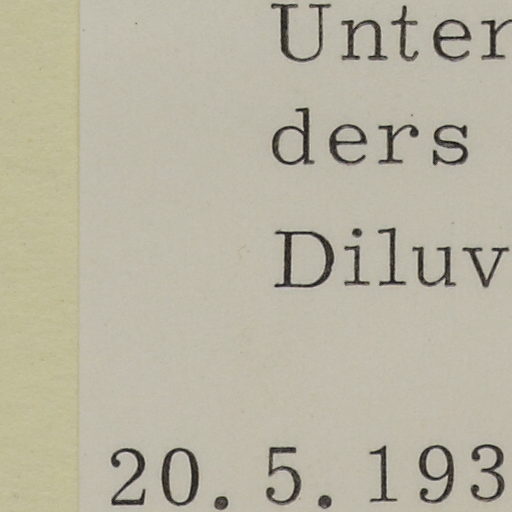 Unter
ders
Diluv
20.5.193